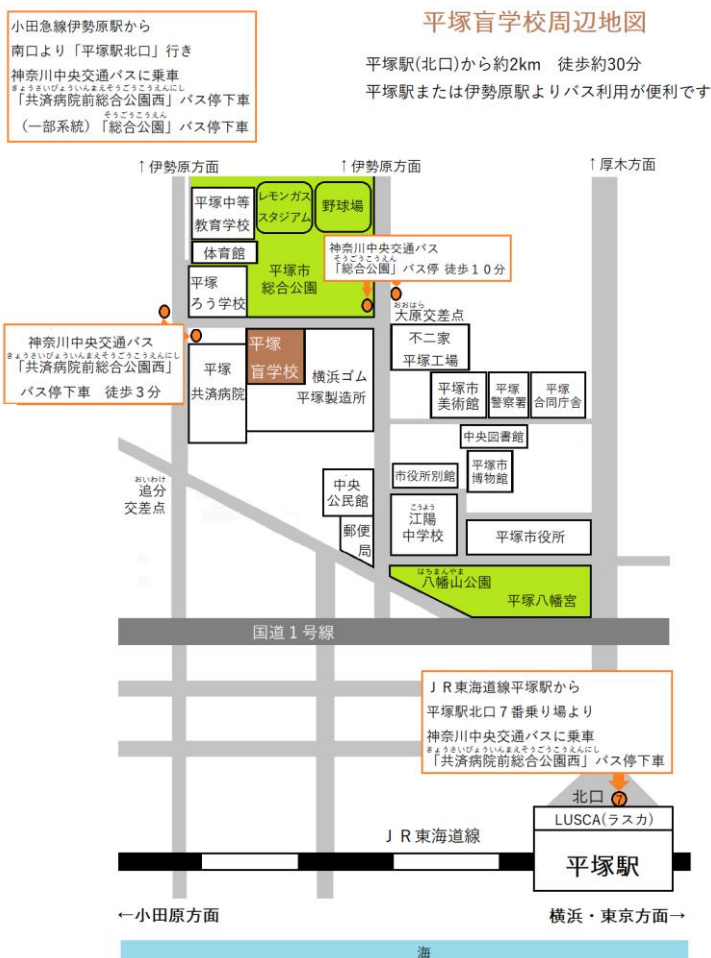 小田急線伊勢原駅から
南口より「平塚駅北口」行き
神奈川中央交通バスに乗車
きょうさいびょういんまえそうごうこうえんにし
「共済病院前総合公園西」バス停下車
そうごうこうえん
(一部系統)「総合公園」バス停下車
平塚盲学校周辺地図
平塚駅(北口)から約2km 徒歩約30分
平塚駅または伊勢原駅よりバス利用が便利です
↑伊勢原方面
↑伊勢原方面
↑厚木方面
平塚中等
教育学校
レモンガス
スタジアム
野球場
体育館
平塚
ろう学校
平塚市
総合公園
神奈川中央交通バス
そうごうこうえん
「総合公園」バス停 徒歩10分
おおはら
大原交差点
神奈川中央交通バス
きょうさいびょういんまえそうごうこうえんにし
「共済病院前総合公園西」
バス停下車 徒歩3分
平塚
共済病院
平塚
盲学校
横浜ゴム
平塚製造所
不二家
平塚工場
平塚市
美術館
平塚
警察署
平塚
合同庁舎
中央図書館
おいわけ
追分
交差点
中央
公民館
郵便
局
市役所別館
平塚市
博物館
こうよう
江陽
中学校
平塚市役所
はちまんやま
八幡山公園
平塚八幡宮
国道1号線
JR東海道線平塚駅から
平塚駅北口7番乗り場より
神奈川中央交通バスに乗車
きょうさいびょういんまえそうごうこうえんにし
「共済病院前総合公園西」バス停下車
北口 7
LUSCA(ラスカ)
JR東海道線
平塚駅
←小田原方面
横浜・東京方面→
海